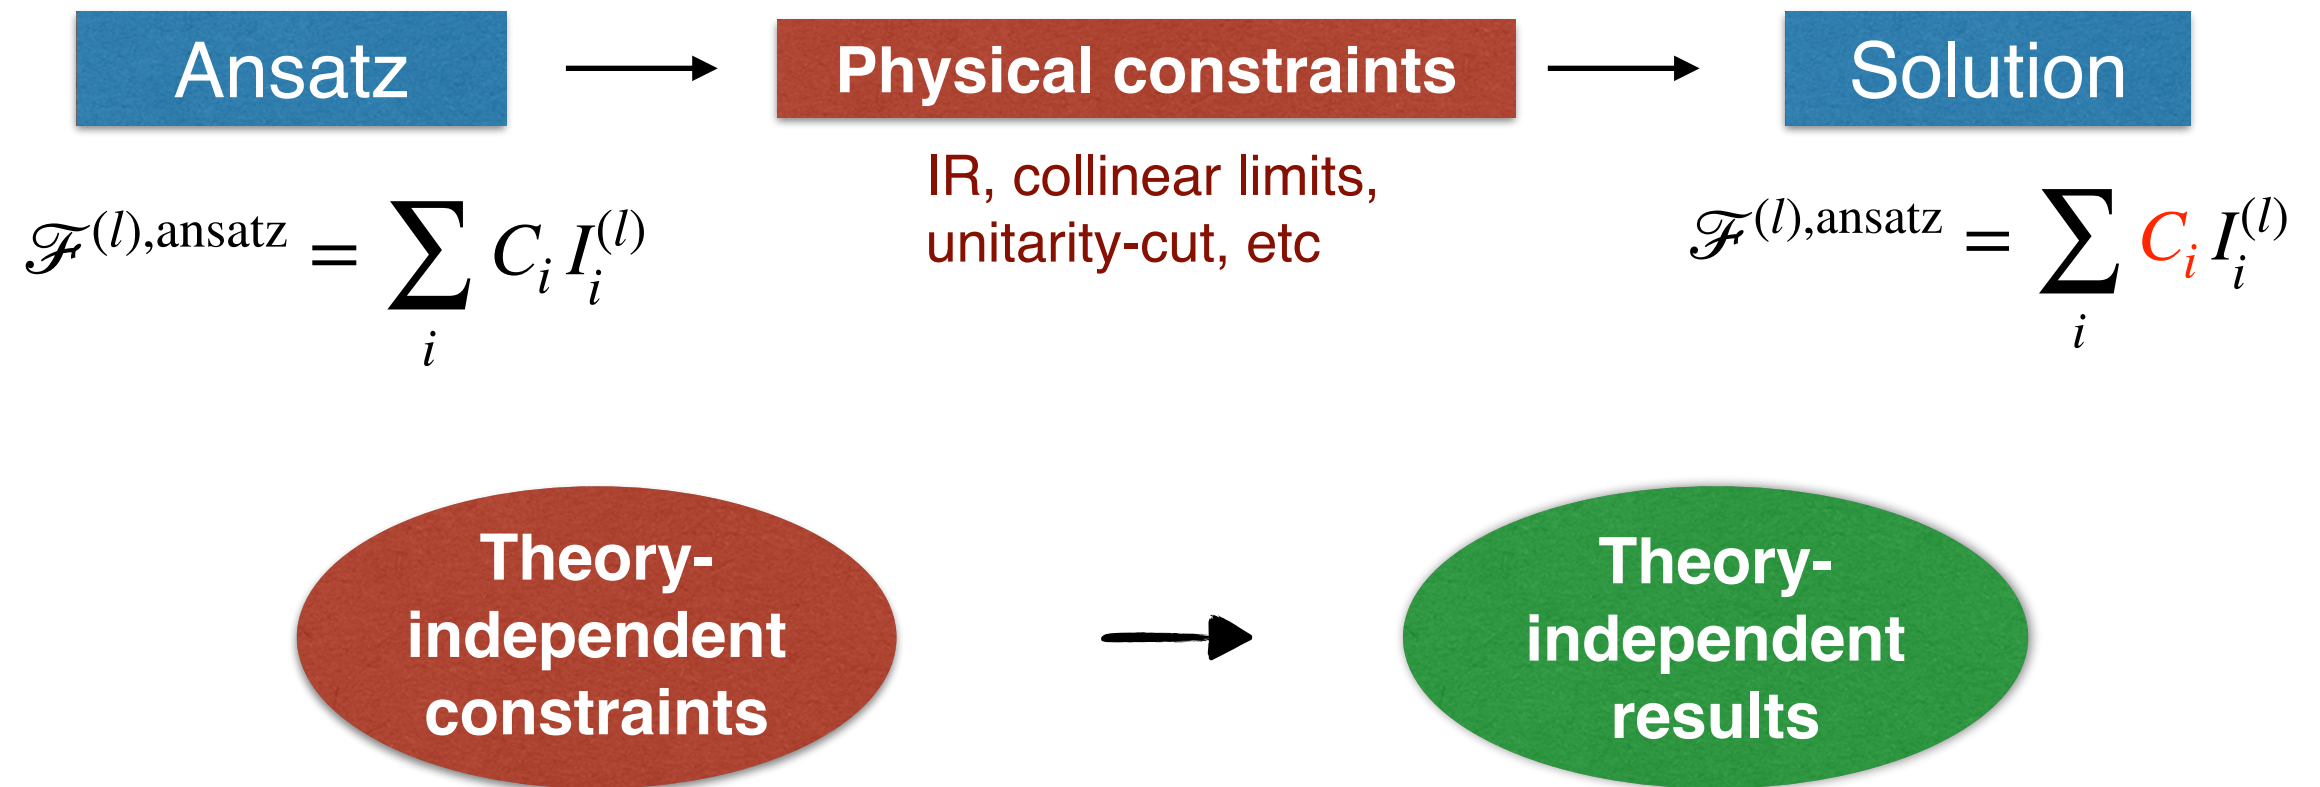 Ansatz
Physical constraints
Solution
IR, collinear limits,
unitarity-cut, etc
ℱ^{(l),ansatz} = ∑_i C_i I_i^{(l)}
ℱ^{(l),ansatz} = ∑_i C_i I_i^{(l)}
Theory-
independent
constraints
Theory-
independent
results